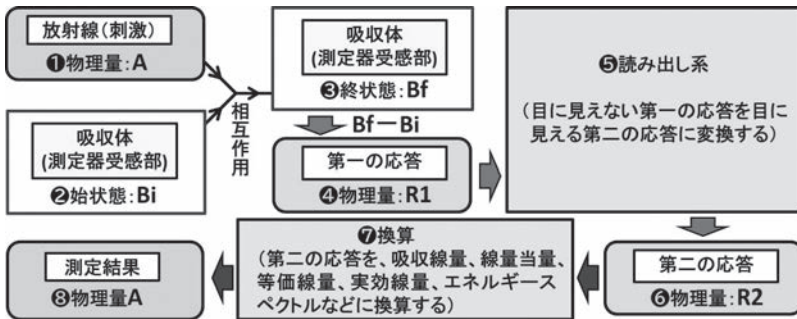 放射線(刺激)
❶物理量:A
吸収体
(測定器受感部)
❷始状態:Bi
相互作用
吸収体
(測定器受感部)
❸終状態:Bf
Bf－Bi
第一の応答
❹物理量:R1
❺読み出し系
(目に見えない第一の応答を目に
見える第二の応答に変換する)
第二の応答
❻物理量:R2
❼換算
(第二の応答を、吸収線量、線量当量、
等価線量、実効線量、エネルギース
ペクトルなどに換算する)
測定結果
❽物理量A